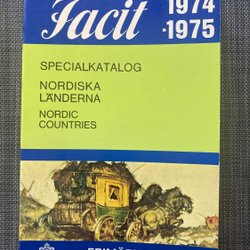 Facit
1974
-1975
SPECIALKATALOG
NORDISKA
LÄNDERNA
NORDIC
COUNTRIES